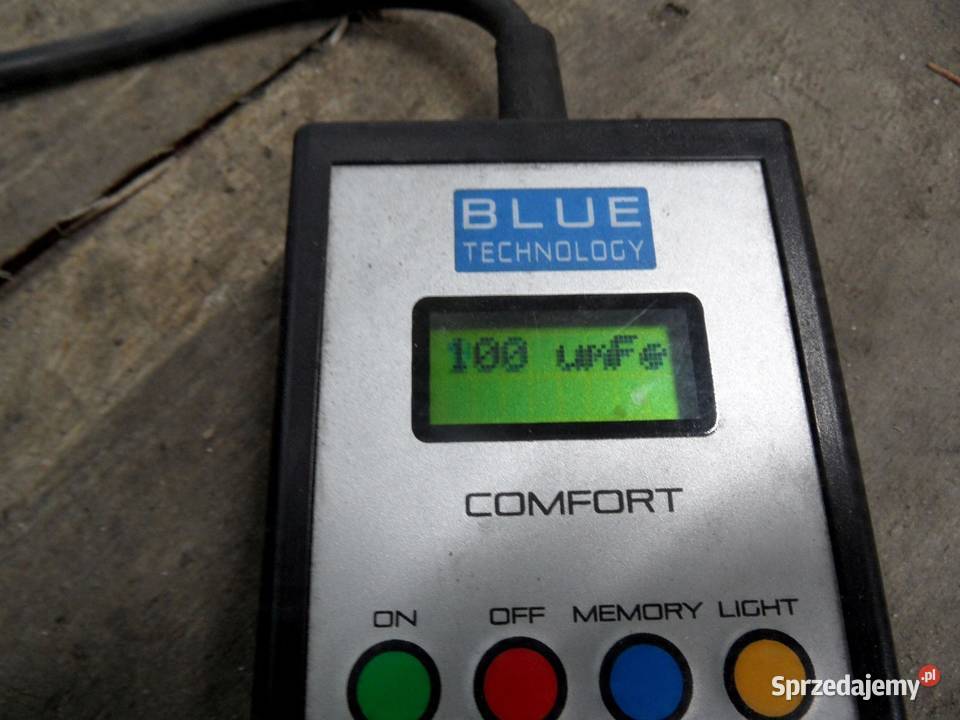 BLUE
TECHNOLOGY
100 umFe
COMFORT
ON OFF MEMORY LIGHT
Sprzedajemy.pl